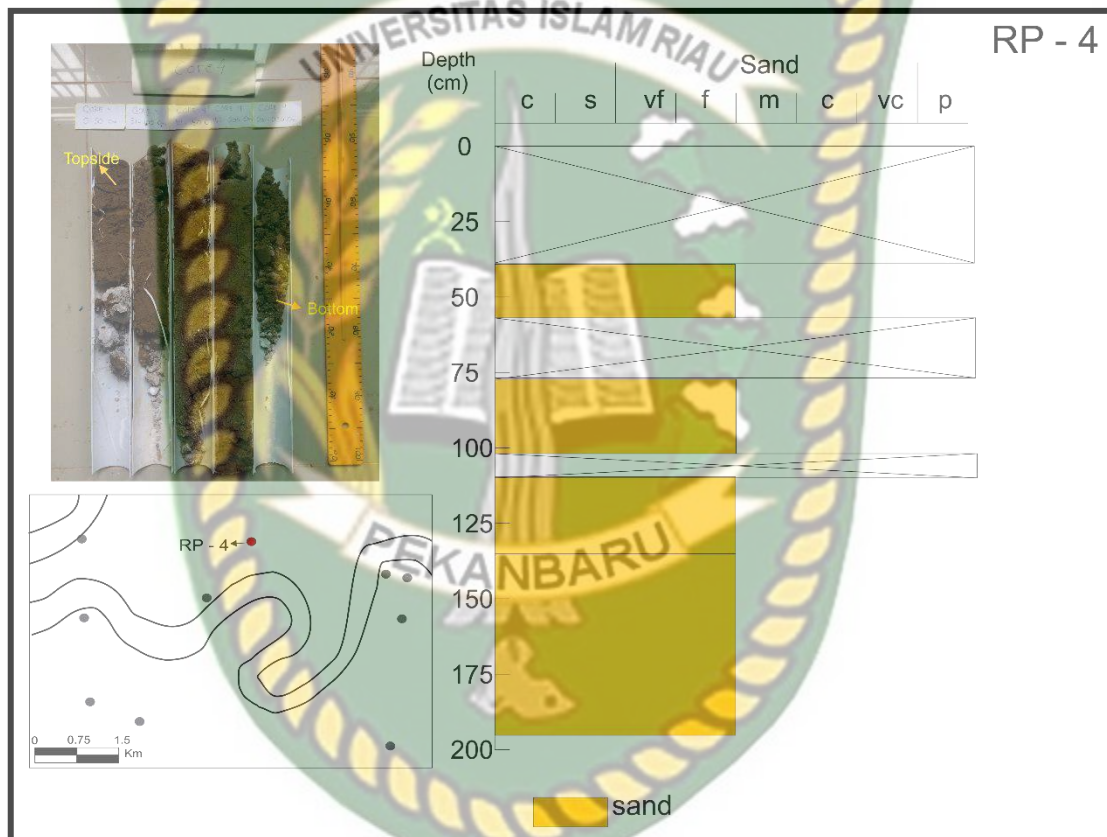 RP - 4
UNIVERSITAS ISLAM RIAU
PEKANBARU
Topside
Bottom
Depth
(cm)
Sand
c s vf f m c vc p
0
25
50
75
100
125
150
175
200
RP - 4
0 0.75 1.5
Km
sand